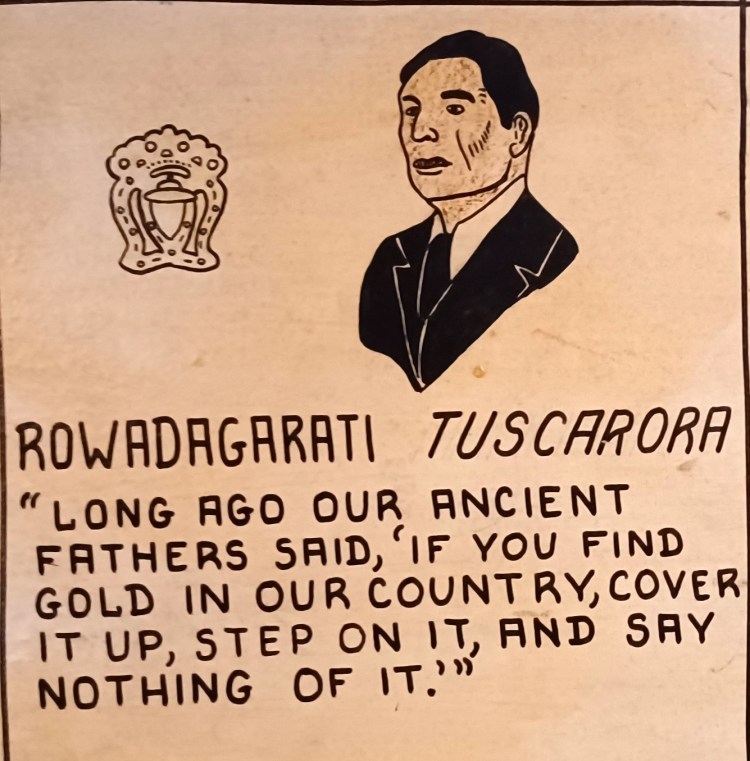 ROWADAGARATI TUSCARORA
"LONG AGO OUR ANCIENT
FATHERS SAID, 'IF YOU FIND
GOLD IN OUR COUNTRY, COVER
IT UP, STEP ON IT, AND SAY
NOTHING OF IT.'"